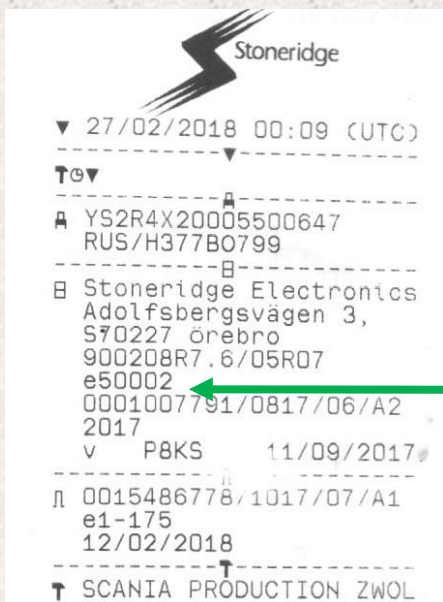 Stoneridge
▼ 27/02/2018 00:09 (UTC)
YS2R4X20005500647
RUS/H377BO799
Stoneridge Electronics
Adolfsbergsvägen 3,
S70227 örebro
900208R7.6/05R07
e50002
0001007791/0817/06/A2
2017
v P8KS 11/09/2017
0015486778/1017/07/A1
e1-175
12/02/2018
SCANIA PRODUCTION ZWOL